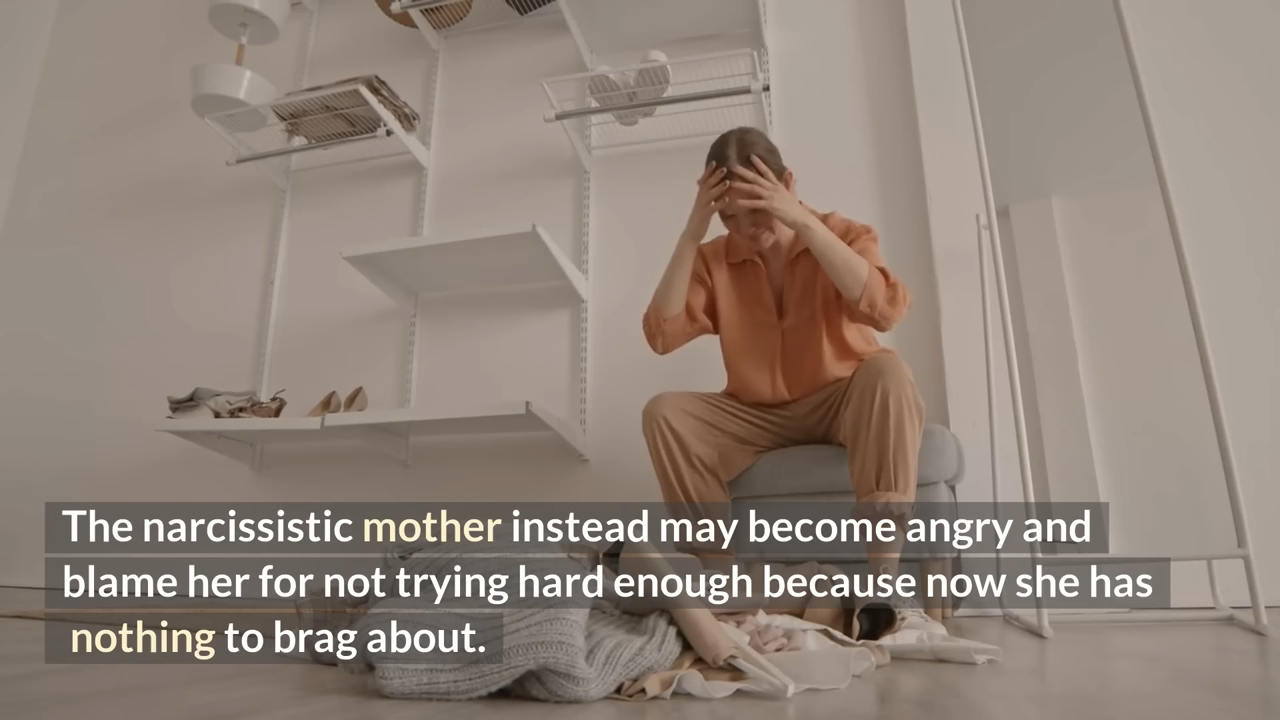 The narcissistic mother instead may become angry and
blame her for not trying hard enough because now she has
nothing to brag about.